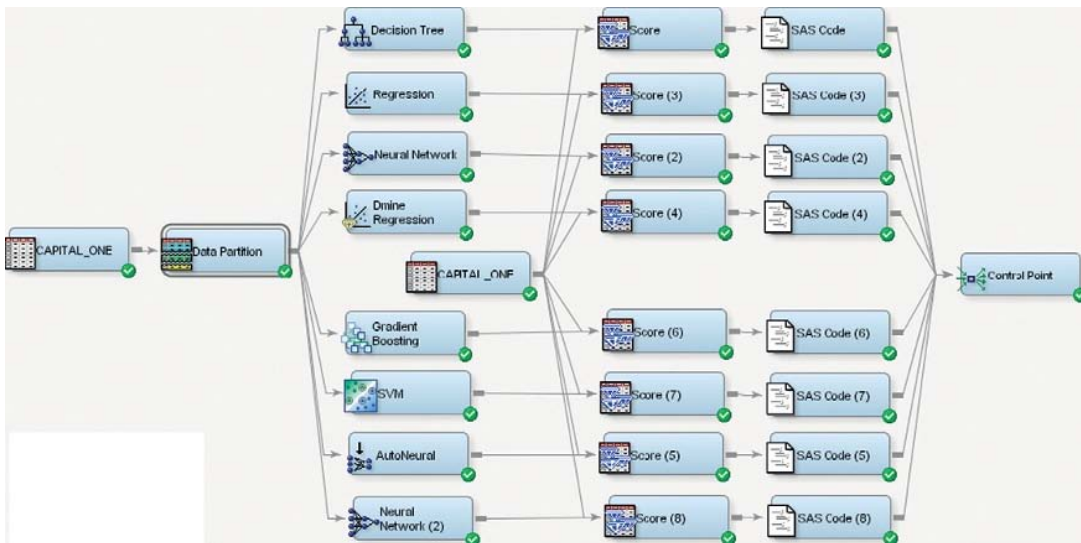 Decision Tree
Score
SAS Code
Regression
Score (3)
SAS Code (3)
Neural Network
Score (2)
SAS Code (2)
Dmine
Regression
Score (4)
SAS Code (4)
CAPITAL_ONE
Data Partition
CAPITAL_ONE
Control Point
Gradient
Boosting
Score (6)
SAS Code (6)
SVM
Score (7)
SAS Code (7)
AutoNeural
Score (5)
SAS Code (5)
Neural
Network (2)
Score (8)
SAS Code (8)